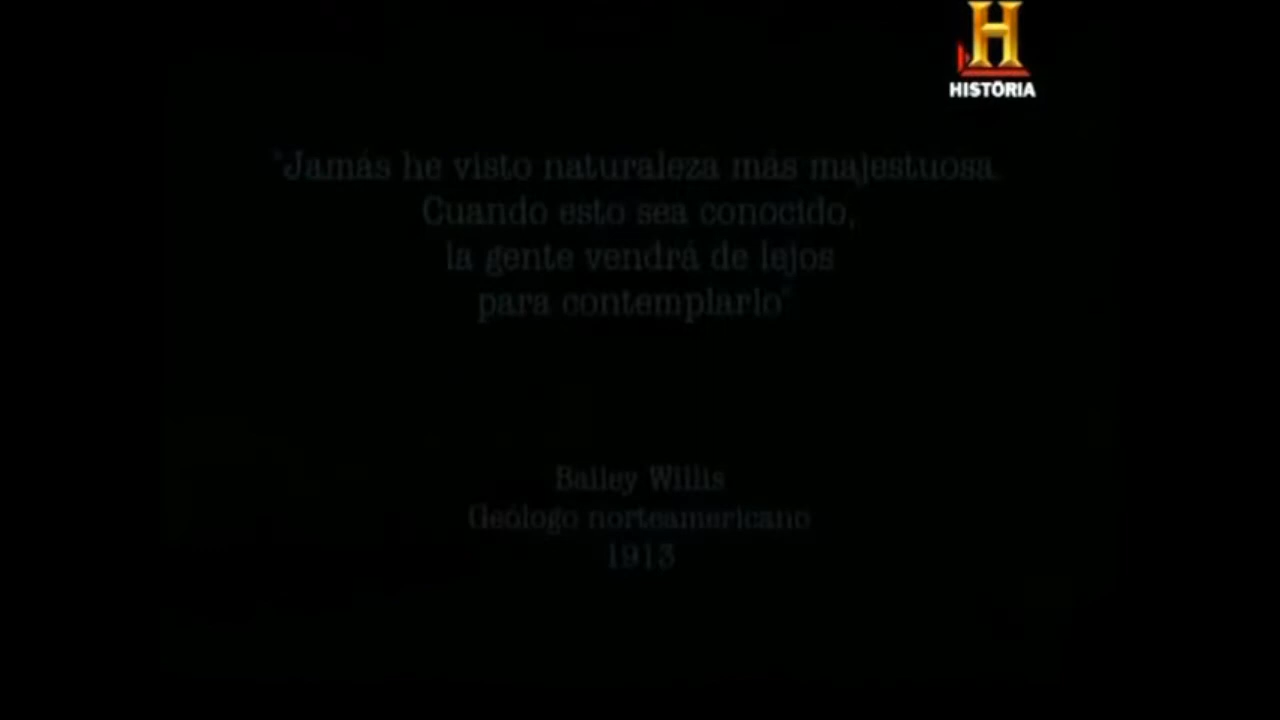 H
HISTORIA
"Jamás he visto naturaleza más majestuosa.
Cuando esto sea conocido,
la gente vendrá de lejos
para contemplarlo"
Bailey Willis
Geólogo norteamericano
1913